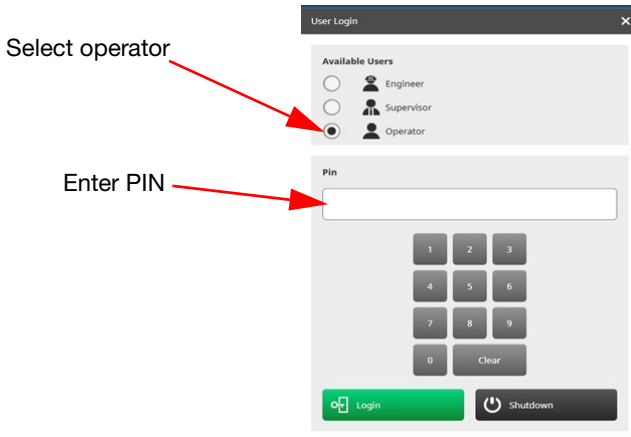 User Login
Select operator
Available Users
Engineer
Supervisor
Operator
Enter PIN
Pin
1 2 3
4 5 6
7 8 9
0 Clear
Login Shutdown